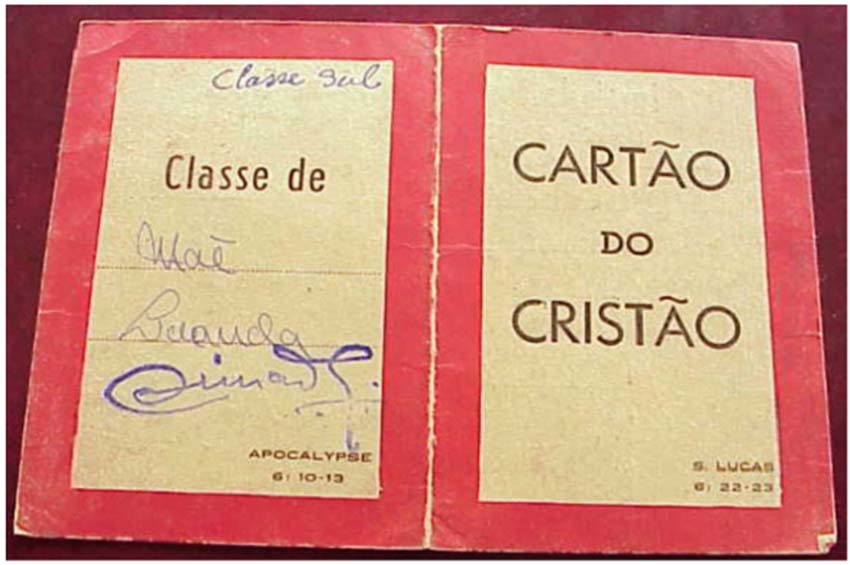 Classe Sul
Classe de
Mãe
Luanda
APOCALYPSE
6: 10-13
CARTÃO
DO
CRISTÃO
S. LUCAS
6: 22-23